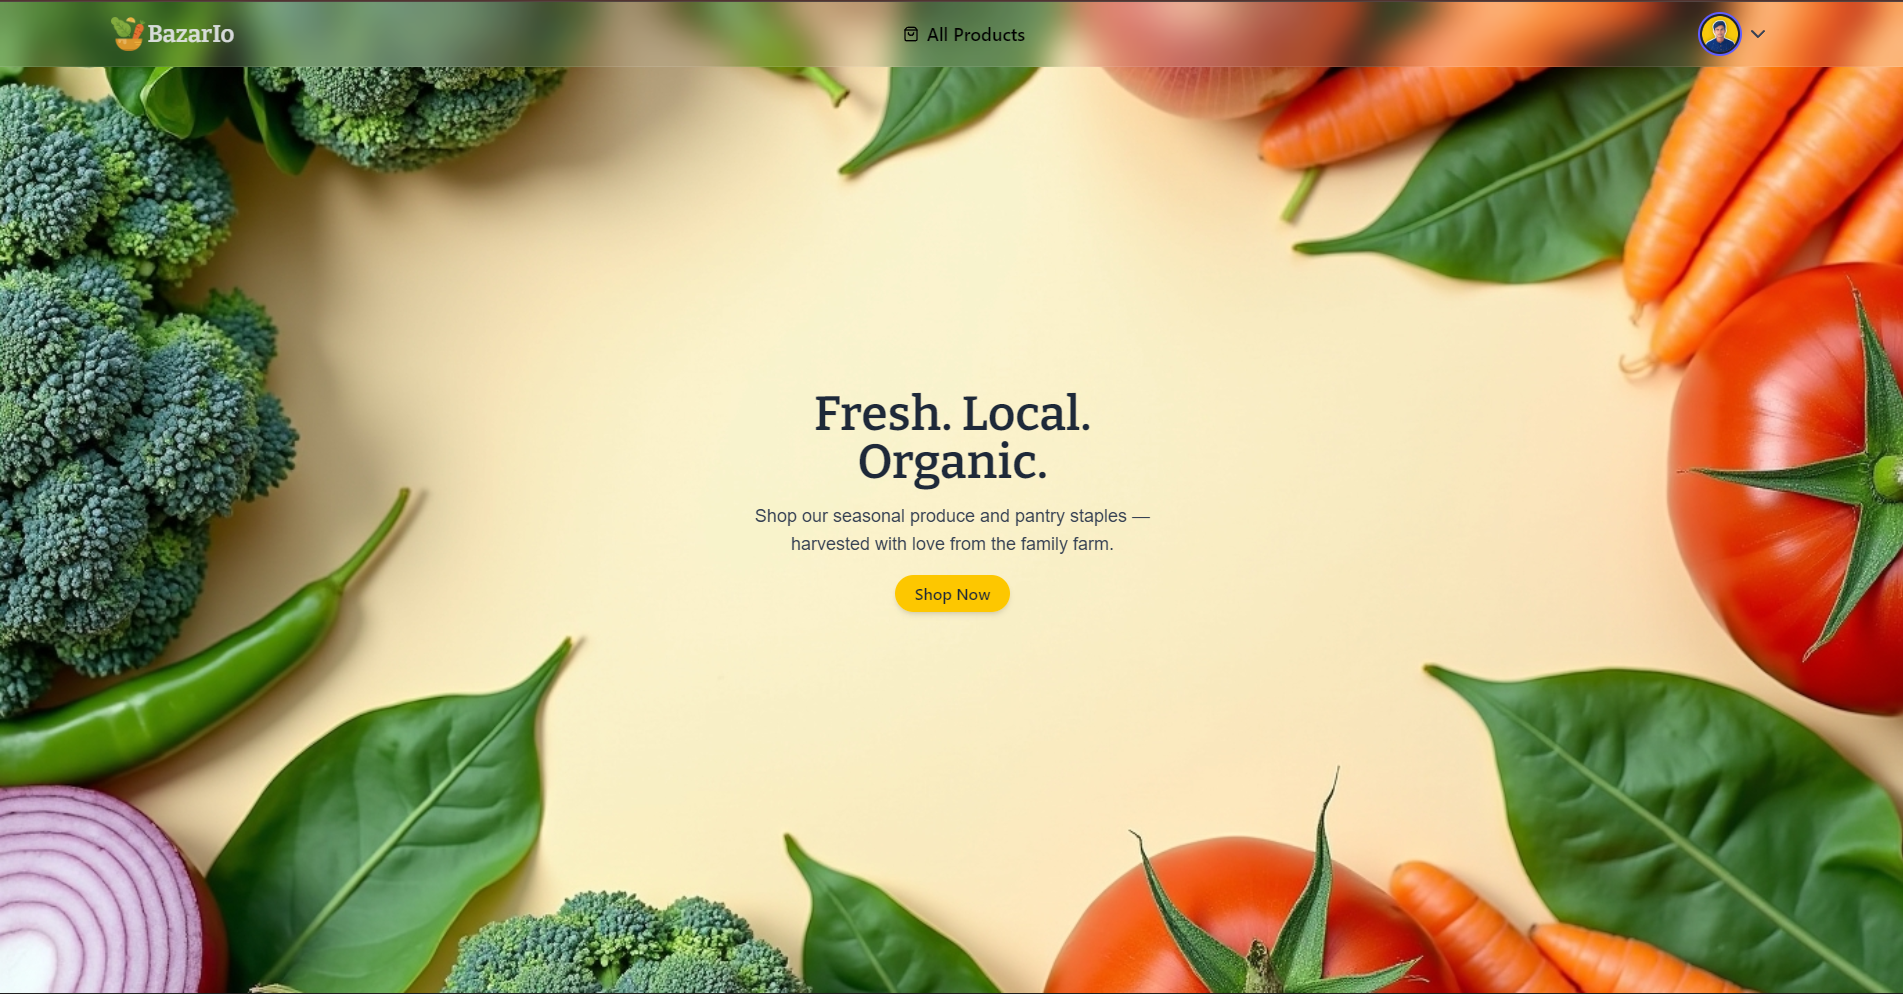 BazarIo
All Products
Fresh. Local.
Organic.
Shop our seasonal produce and pantry staples —
harvested with love from the family farm.
Shop Now